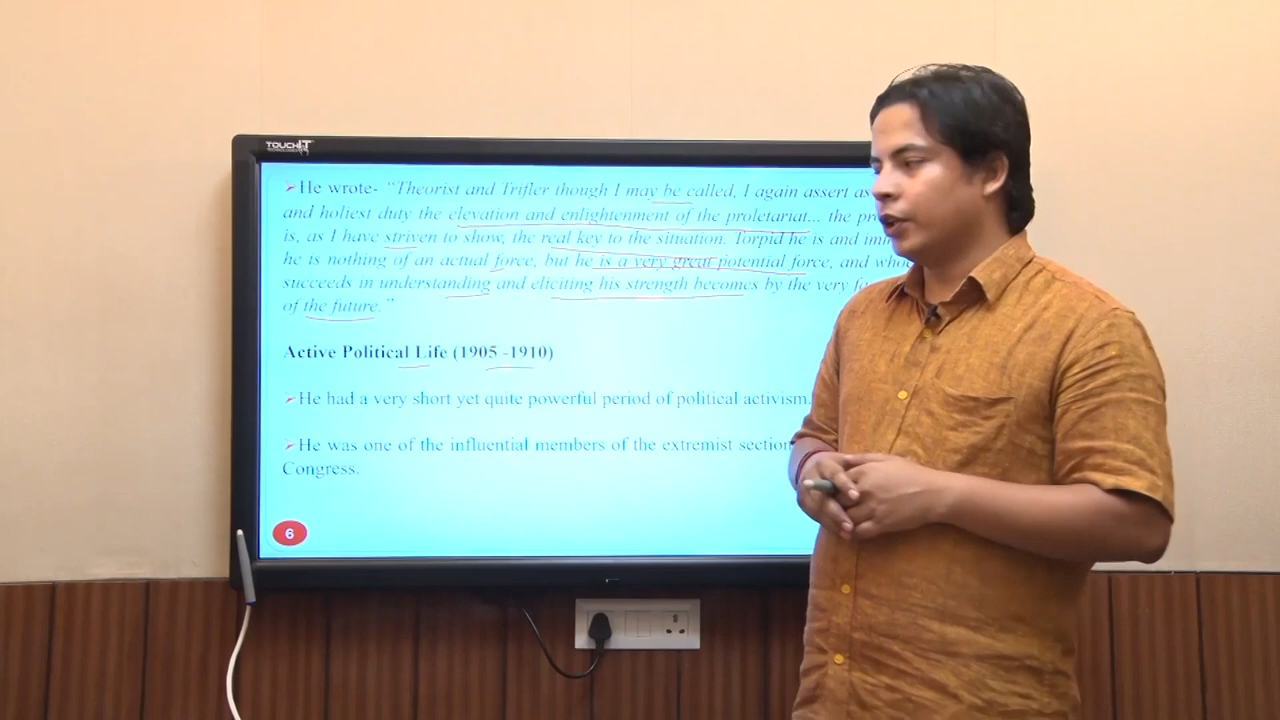 TOUCHIT
TECHNOLOGIES
➢He wrote- “Theorist and Trifler though I may be called, I again assert as
and holiest duty the elevation and enlightenment of the proletariat... the
is, as I have striven to show, the real key to the situation. Torpid he is and
he is nothing of an actual force, but he is a very great potential force, and
succeeds in understanding and eliciting his strength becomes by the very
of the future.”
Active Political Life (1905 -1910)
➢He had a very short yet quite powerful period of political activism.
➢He was one of the influential members of the extremist section
Congress.
6